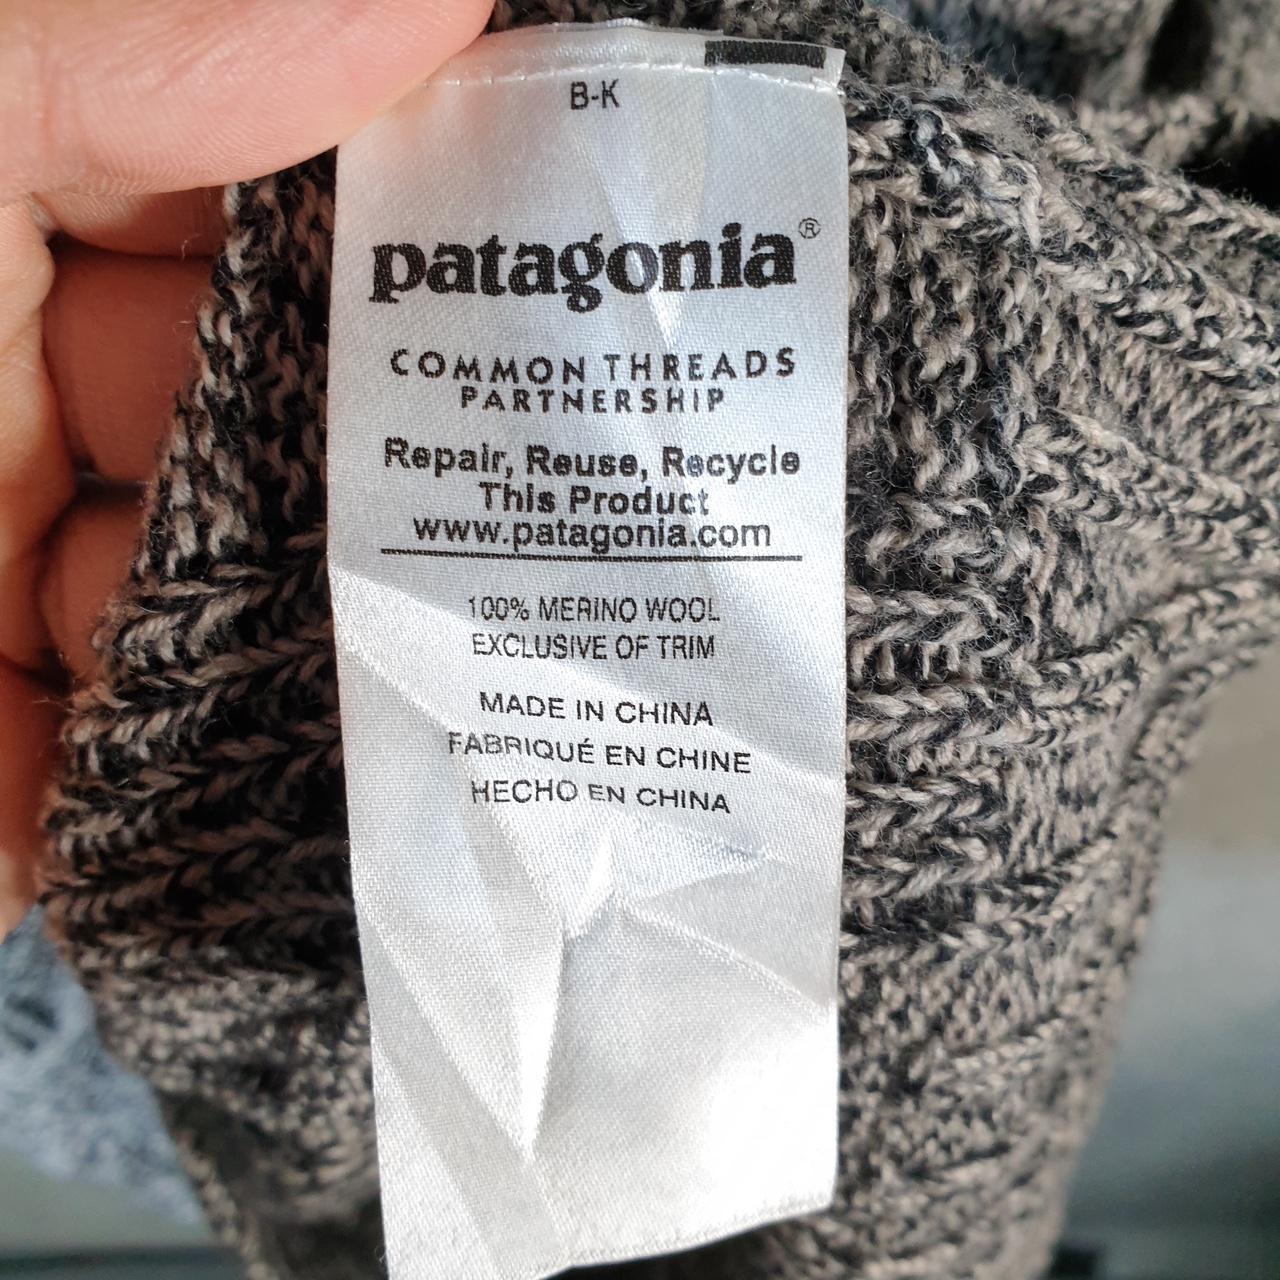 B-K
patagonia®
COMMON THREADS
PARTNERSHIP
Repair, Reuse, Recycle
This Product
www.patagonia.com
100% MERINO WOOL
EXCLUSIVE OF TRIM
MADE IN CHINA
FABRIQUÉ EN CHINE
HECHO EN CHINA